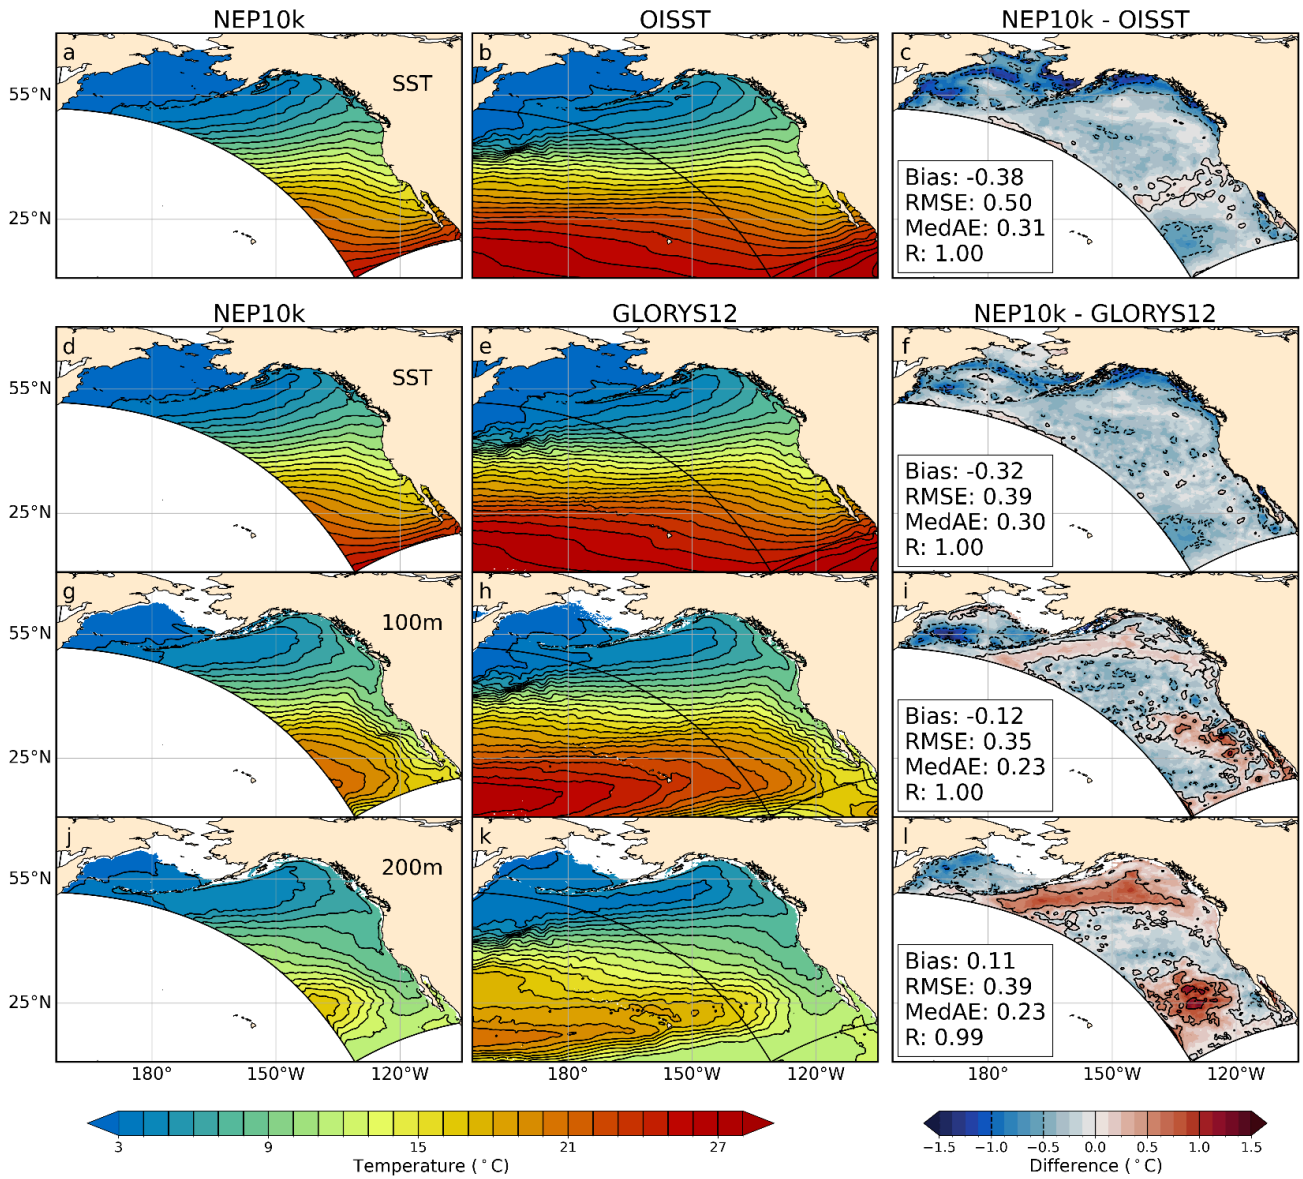 NEP10k OISST NEP10k - OISST
a SST b c
55°N
25°N
Bias: -0.38
RMSE: 0.50
MedAE: 0.31
R: 1.00
NEP10k GLORYS12 NEP10k - GLORYS12
d SST e f
55°N
25°N
Bias: -0.32
RMSE: 0.39
MedAE: 0.30
R: 1.00
g 100m h i
55°N
25°N
Bias: -0.12
RMSE: 0.35
MedAE: 0.23
R: 1.00
j 200m k l
55°N
25°N
Bias: 0.11
RMSE: 0.39
MedAE: 0.23
R: 0.99
180° 150°W 120°W 180° 150°W 120°W 180° 150°W 120°W
3 9 15 21 27
Temperature (°C)
−1.5 −1.0 −0.5 0.0 0.5 1.0 1.5
Difference (°C)